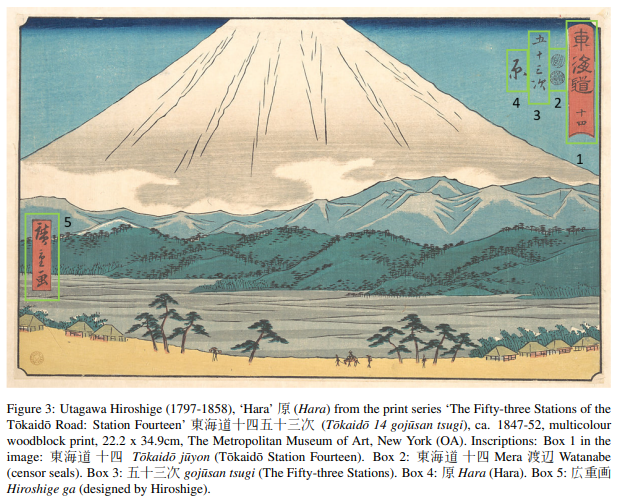 東海道 十四
五十三次
原
4
3
2
1
5
廣重画
Figure 3: Utagawa Hiroshige (1797-1858), ‘Hara’ 原 (Hara) from the print series ‘The Fifty-three Stations of the
Tōkaidō Road: Station Fourteen’ 東海道十四五十三次 (Tōkaidō 14 gojūsan tsugi), ca. 1847-52, multicolour
woodblock print, 22.2 x 34.9cm, The Metropolitan Museum of Art, New York (OA). Inscriptions: Box 1 in the
image: 東海道 十四 Tōkaidō jūyon (Tōkaidō Station Fourteen). Box 2: 東海道 十四 Mera 渡辺 Watanabe
(censor seals). Box 3: 五十三次 gojūsan tsugi (The Fifty-three Stations). Box 4: 原 Hara (Hara). Box 5: 広重画
Hiroshige ga (designed by Hiroshige).